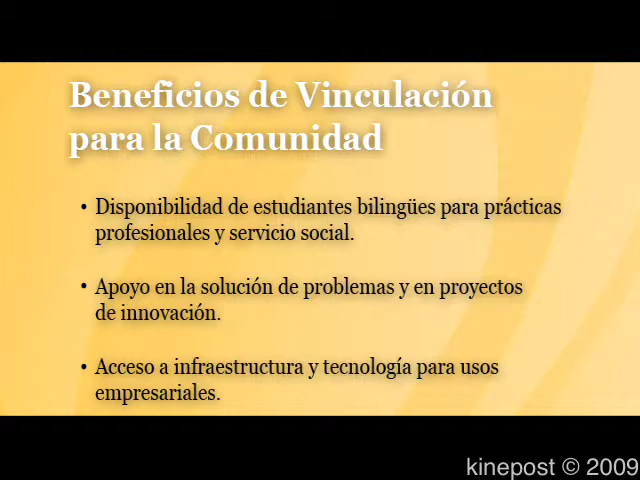 Beneficios de Vinculación
para la Comunidad
• Disponibilidad de estudiantes bilingües para prácticas
profesionales y servicio social.
• Apoyo en la solución de problemas y en proyectos
de innovación.
• Acceso a infraestructura y tecnología para usos
empresariales.
kinepost © 2009